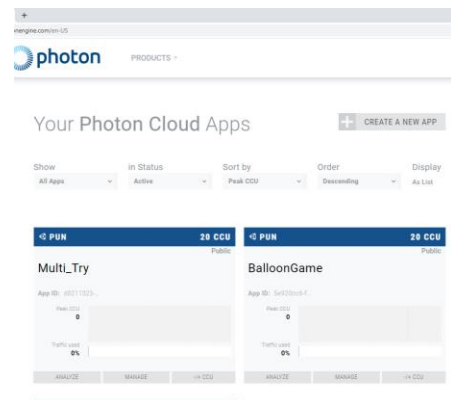 +
onengine.com/en-US
photon
PRODUCTS
Your Photon Cloud Apps
CREATE A NEW APP
Show in Status Sort by Order Display
All Apps Active Peak CCU Descending As List
PUN 20 CCU
Public
Multi_Try
App ID:
Peak CCU
0
Traffic used
0%
ANALYZE MANAGE -/+ CCU
PUN 20 CCU
Public
BalloonGame
App ID:
Peak CCU
0
Traffic used
0%
ANALYZE MANAGE -/+ CCU